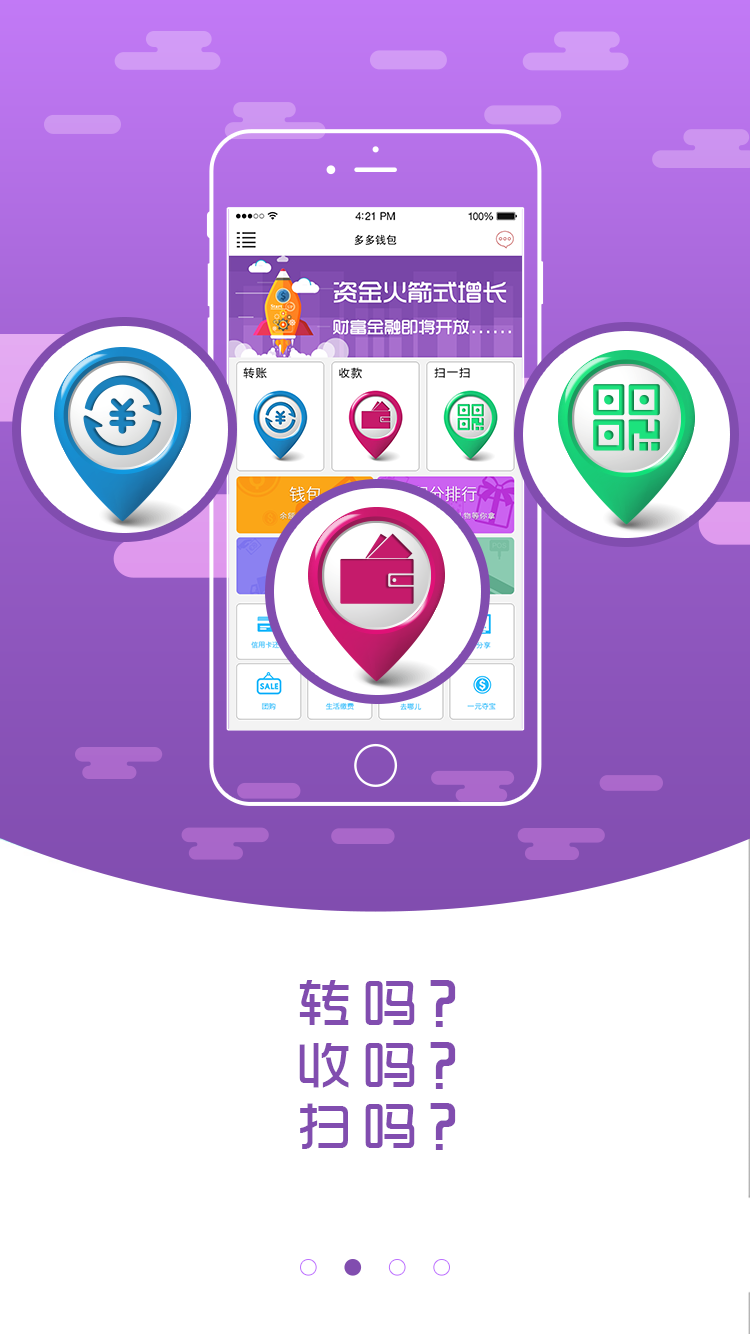 4:21 PM
100%
多多钱包
资金火箭式增长
财富金融即将开放......
转账
收款
扫一扫
钱包
分排行
物等你拿
信用卡还
分享
SALE
团购
生活缴费
去哪儿
一元夺宝
转吗?
收吗?
扫吗?